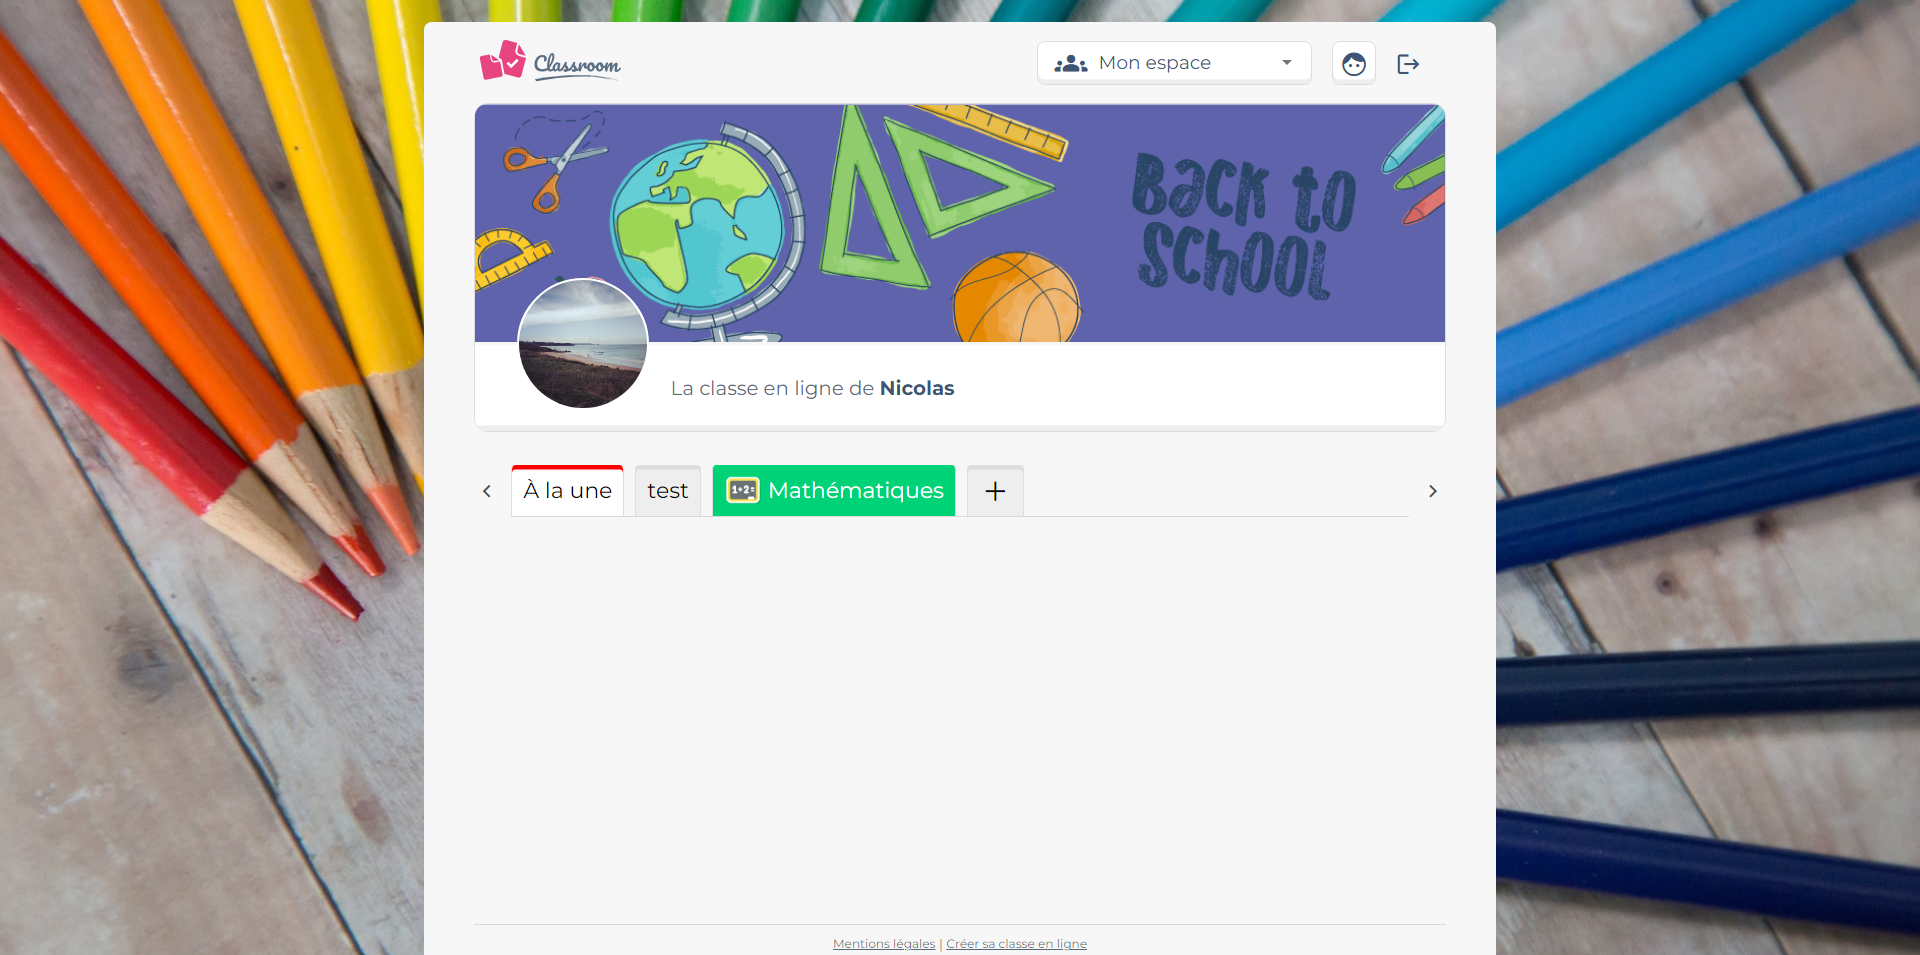 Classroom
Mon espace
BACK to
SCHOOL
La classe en ligne de Nicolas
À la une
test
1+2=
Mathématiques
+
Mentions légales | Créer sa classe en ligne